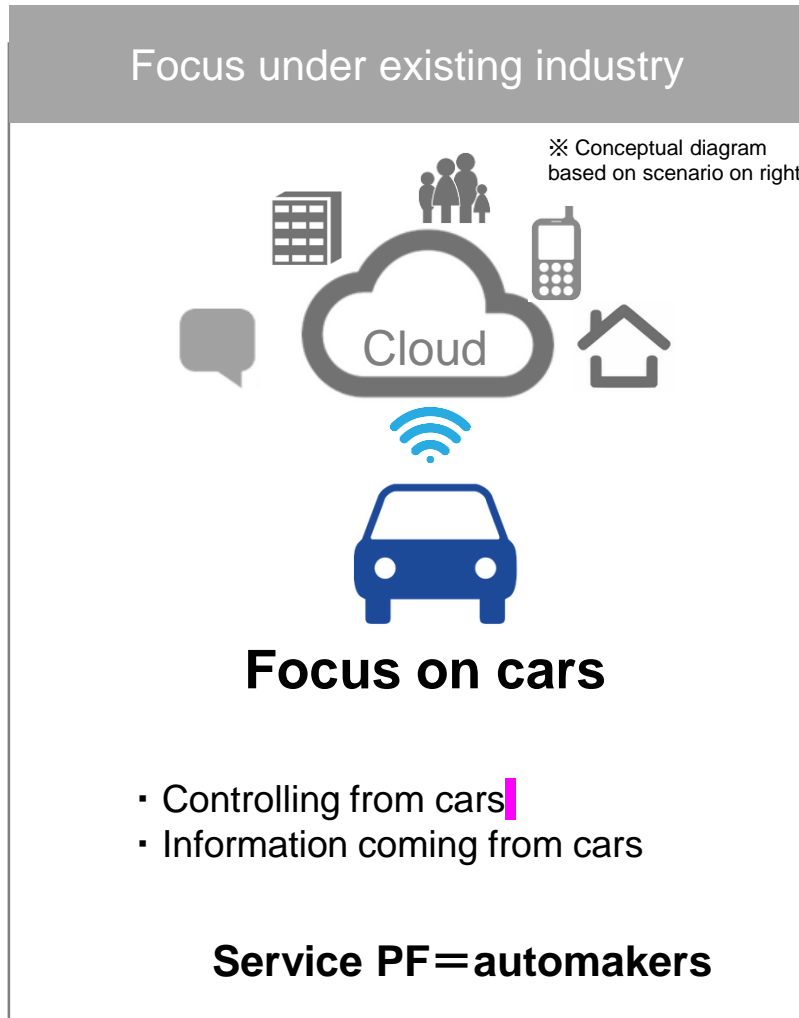 Focus under existing industry
※ Conceptual diagram
based on scenario on right
Cloud
Focus on cars
・Controlling from cars
・Information coming from cars
Service PF＝automakers